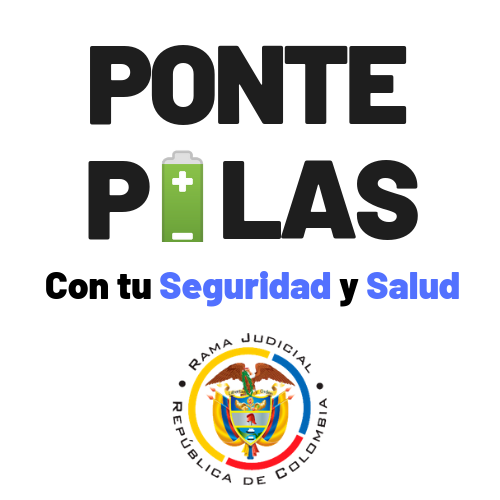 PONTE
PILAS
Con tu Seguridad y Salud
RAMA JUDICIAL
REPÚBLICA DE COLOMBIA